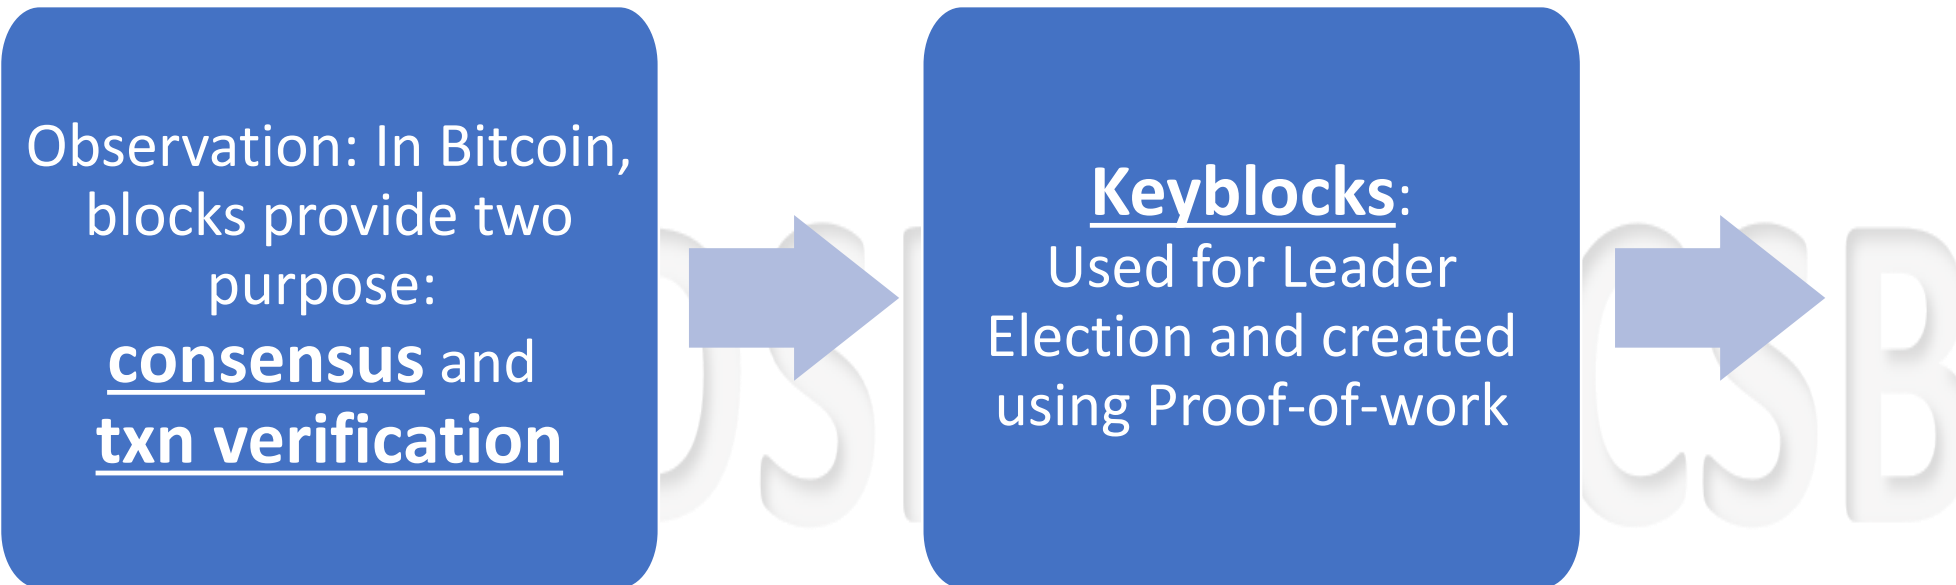 Observation: In Bitcoin,
blocks provide two
purpose:
consensus and
txn verification
Keyblocks:
Used for Leader
Election and created
using Proof-of-work